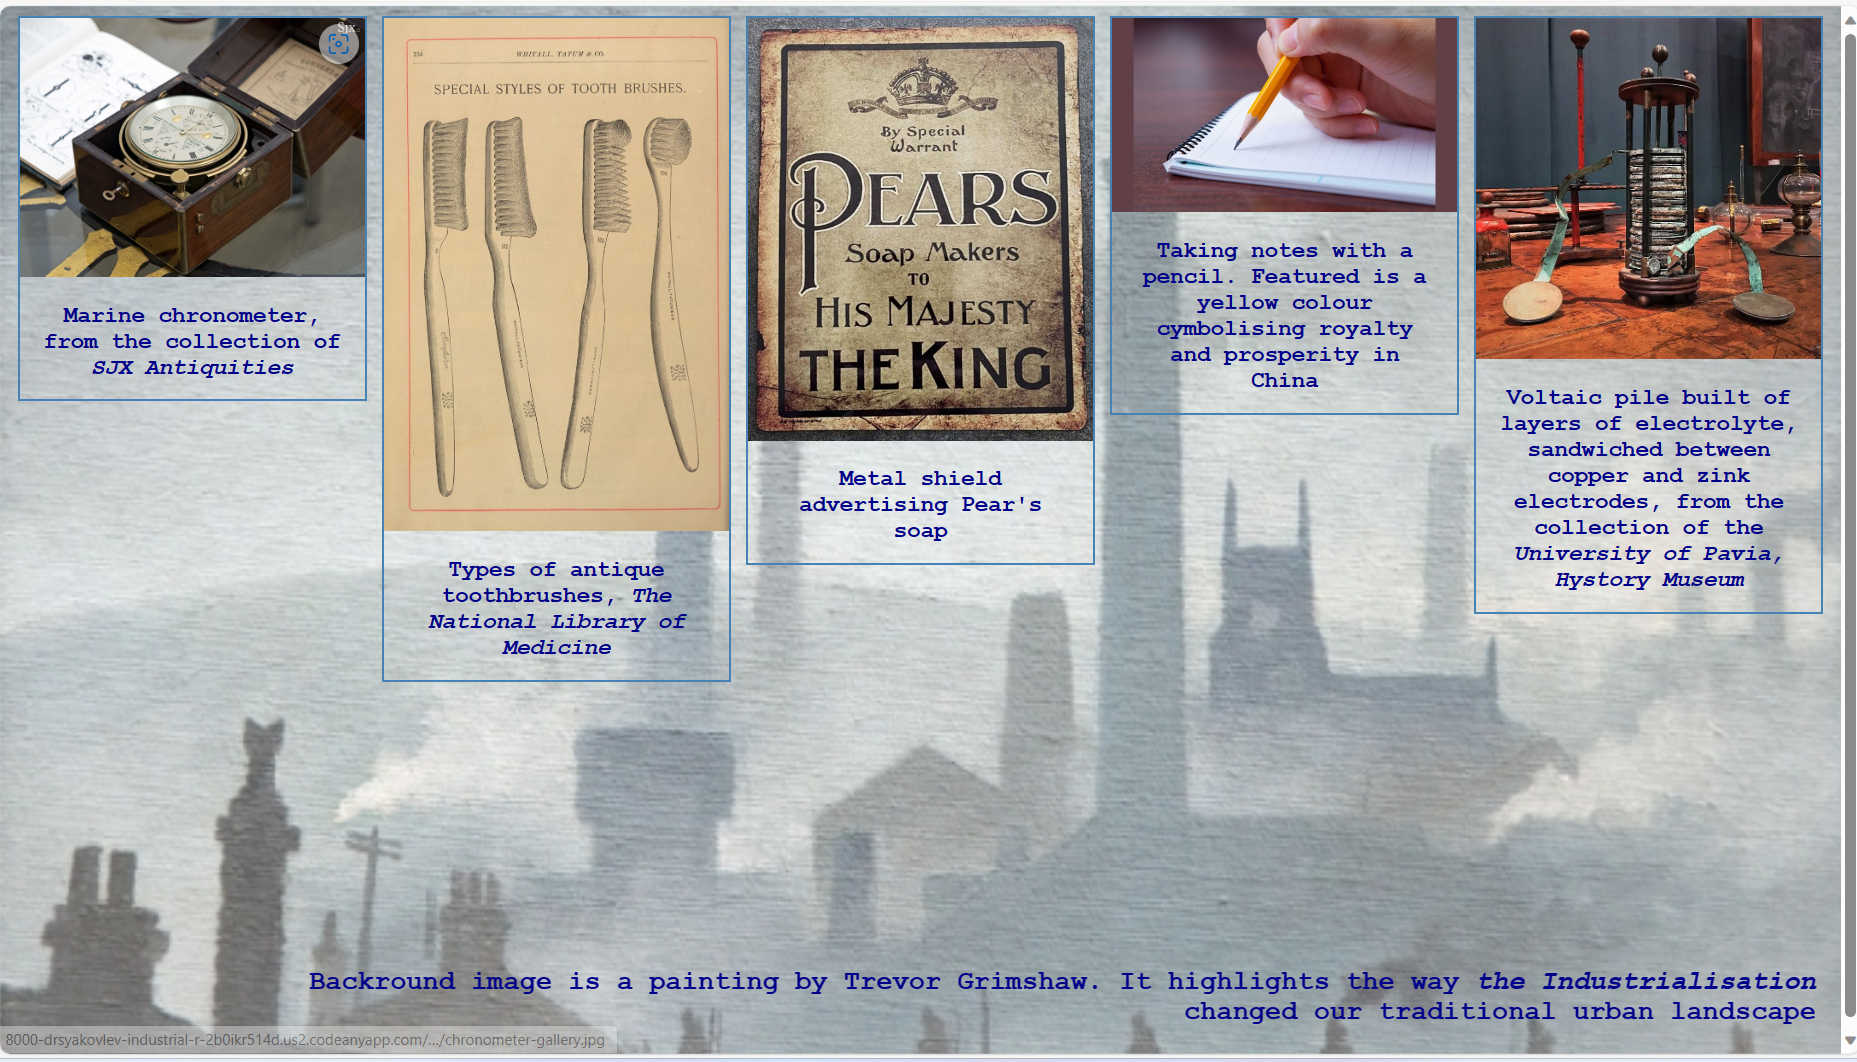 Sjx.
Marine chronometer,
from the collection of
SJX Antiquities
334
WHITALL, TATUM & CO.
SPECIAL STYLES OF TOOTH BRUSHES.
Types of antique
toothbrushes, The
National Library of
Medicine
By Special
Warrant
PEARS
Soap Makers
TO
HIS MAJESTY
THE KING
Metal shield
advertising Pear's
soap
Taking notes with a
pencil. Featured is a
yellow colour
cymbolising royalty
and prosperity in
China
Voltaic pile built of
layers of electrolyte,
sandwiched between
copper and zink
electrodes, from the
collection of the
University of Pavia,
Hystory Museum
Backround image is a painting by Trevor Grimshaw. It highlights the way the Industrialisation
changed our traditional urban landscape
8000-drsyakovlev-industrial-r-2b0ikr514d.us2.codeanyapp.com/.../chronometer-gallery.jpg